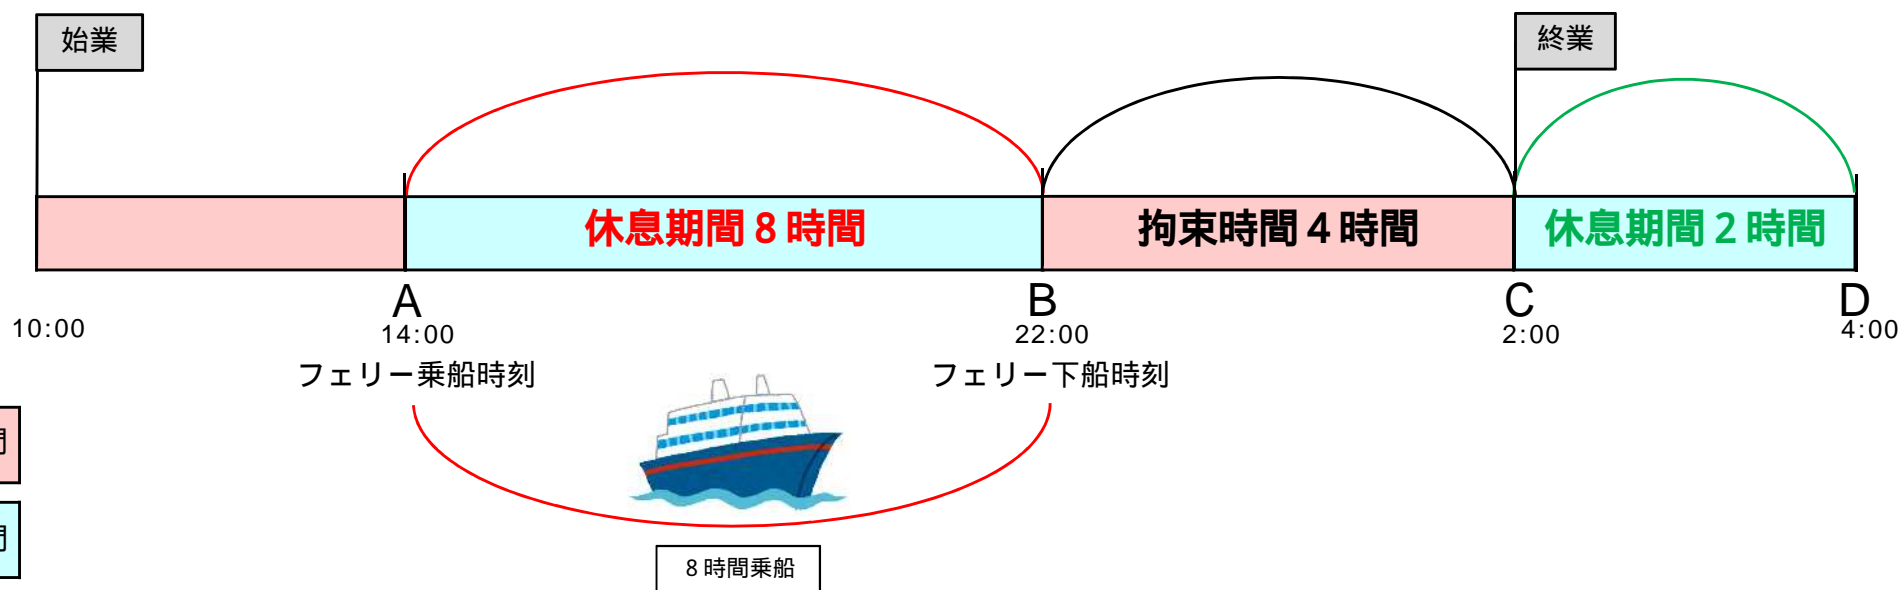 始業
終業
休息期間8時間
拘束時間4時間
休息期間2時間
A
B
C
D
10:00
14:00
22:00
2:00
4:00
フェリー乗船時刻
フェリー下船時刻
間
間
8時間乗船